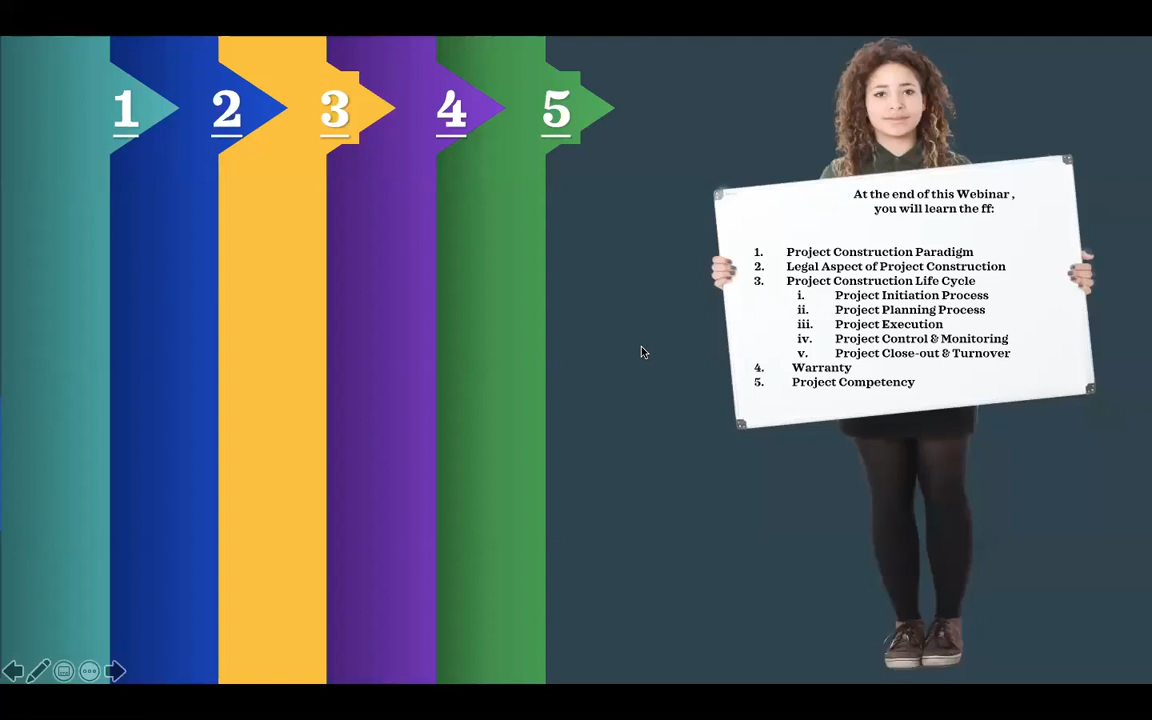 1 2 3 4 5
At the end of this Webinar ,
you will learn the ff:
1. Project Construction Paradigm
2. Legal Aspect of Project Construction
3. Project Construction Life Cycle
i. Project Initiation Process
ii. Project Planning Process
iii. Project Execution
iv. Project Control & Monitoring
v. Project Close-out & Turnover
4. Warranty
5. Project Competency